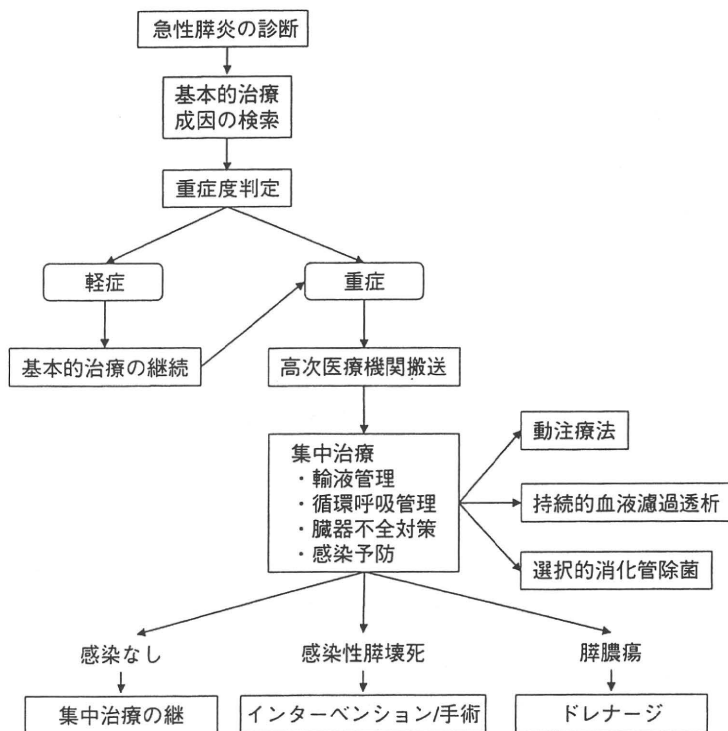 急性膵炎の診断
基本的治療
成因の検索
重症度判定
軽症
重症
基本的治療の継続
高次医療機関搬送
集中治療
・輸液管理
・循環呼吸管理
・臓器不全対策
・感染予防
動注療法
持続的血液濾過透析
選択的消化管除菌
感染なし
感染性膵壊死
膵膿瘍
集中治療の継
インターベンション/手術
ドレナージ